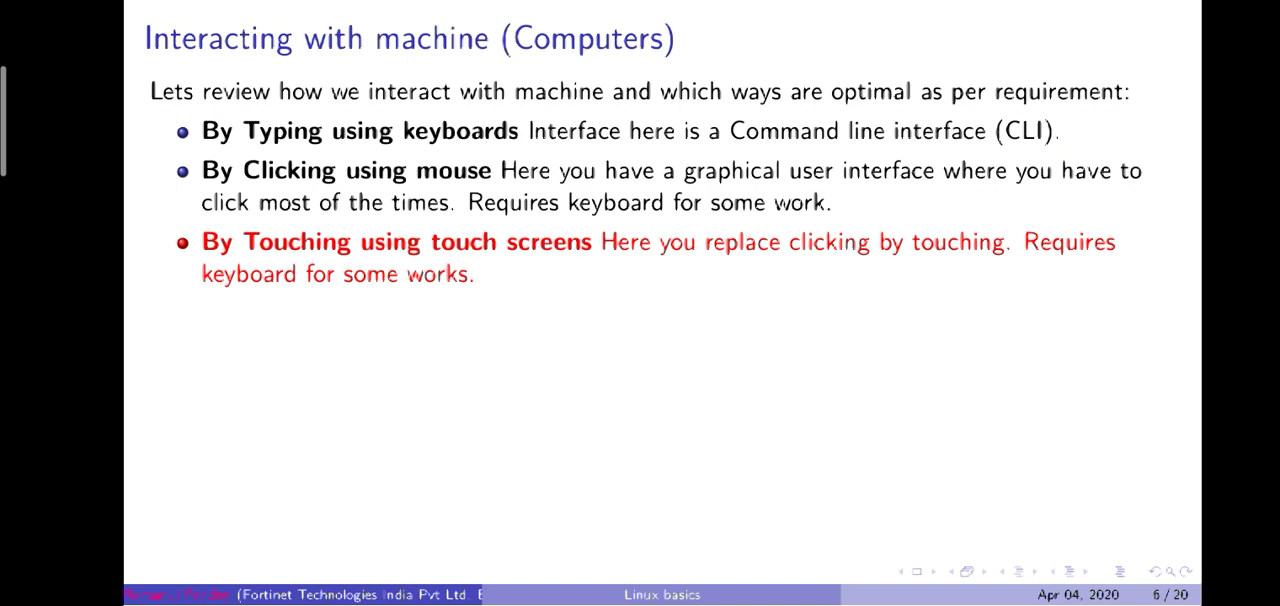 Interacting with machine (Computers)
Lets review how we interact with machine and which ways are optimal as per requirement:
By Typing using keyboards Interface here is a Command line interface (CLI).
By Clicking using mouse Here you have a graphical user interface where you have to
click most of the times. Requires keyboard for some work.
By Touching using touch screens Here you replace clicking by touching. Requires
keyboard for some works.
(Fortinet Technologies India Pvt Ltd. E
Linux basics
Apr 04, 2020 6 / 20